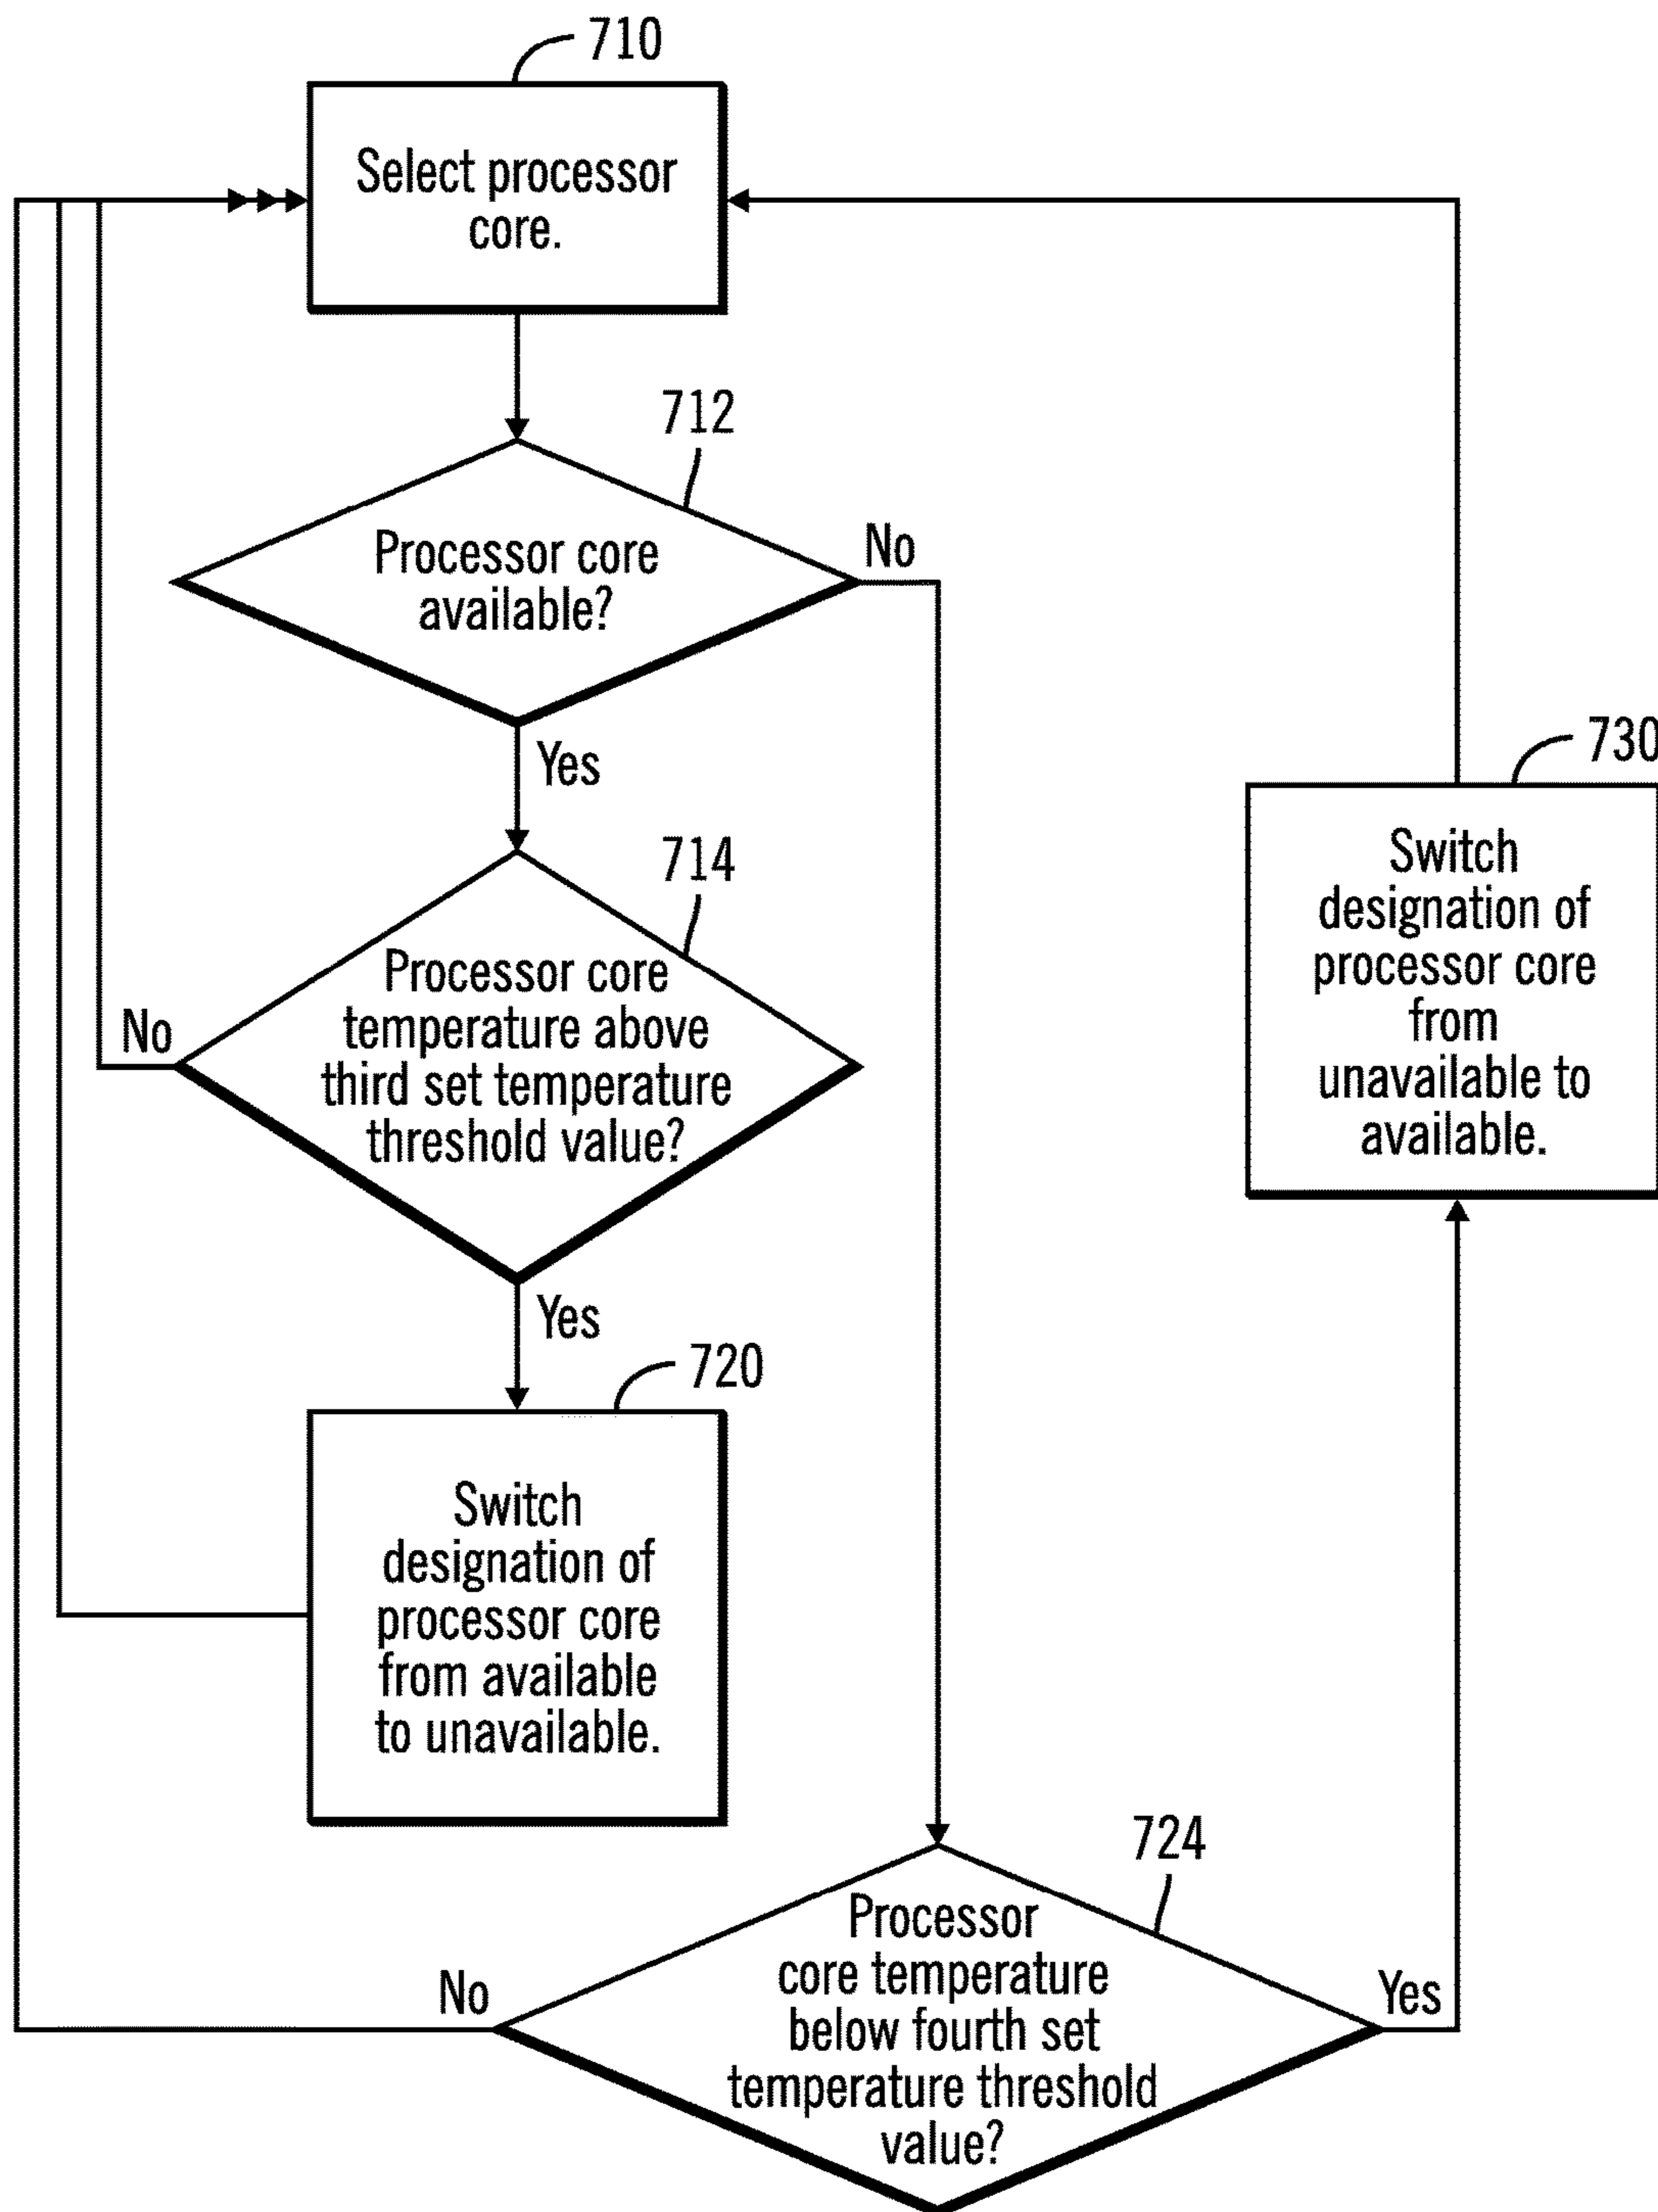 710
Select processor
core.
712
Processor core
available?
No
Yes
714
Processor core
temperature above
third set temperature
threshold value?
No
Yes
720
Switch
designation of
processor core
from available
to unavailable.
730
Switch
designation of
processor core
from
unavailable to
available.
724
Processor
core temperature
below fourth set
temperature threshold
value?
No
Yes